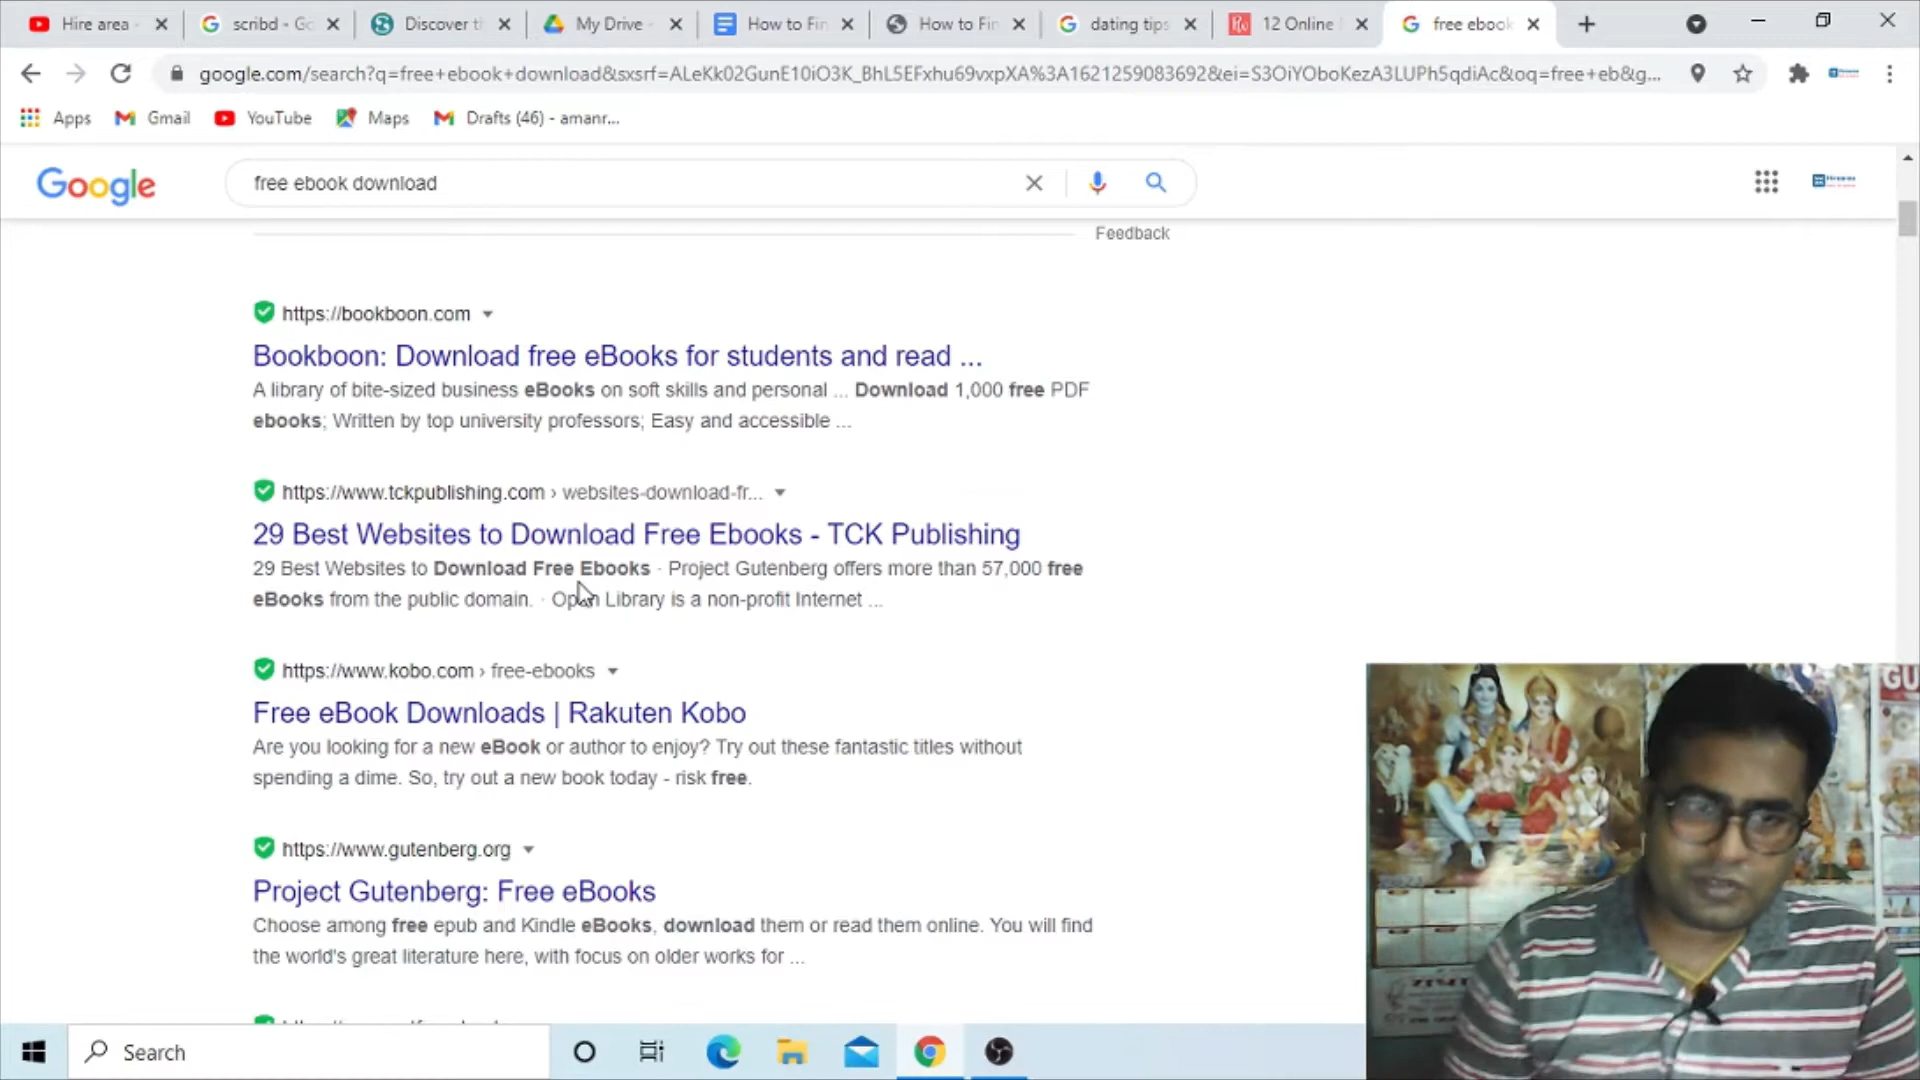 Hire area -
scribd - Go
Discover t
My Drive -
How to Fin
How to Fin
dating tips
12 Online
free ebook
google.com/search?q=free+ebook+download&sxsrf=ALeKk02GunE10iO3K_BhL5EFxhu69vxpXA%3A1621259083692&ei=S3OiYOboKezA3LUPh5qdiAc&oq=free+eb&g...
Apps
Gmail
YouTube
Maps
Drafts (46) - amanr...
Google
free ebook download
Feedback
https://bookboon.com
Bookboon: Download free eBooks for students and read ...
A library of bite-sized business eBooks on soft skills and personal ... Download 1,000 free PDF
ebooks; Written by top university professors; Easy and accessible ...
https://www.tckpublishing.com › websites-download-fr...
29 Best Websites to Download Free Ebooks - TCK Publishing
29 Best Websites to Download Free Ebooks · Project Gutenberg offers more than 57,000 free
eBooks from the public domain. · Open Library is a non-profit Internet ...
https://www.kobo.com › free-ebooks
Free eBook Downloads | Rakuten Kobo
Are you looking for a new eBook or author to enjoy? Try out these fantastic titles without
spending a dime. So, try out a new book today - risk free.
https://www.gutenberg.org
Project Gutenberg: Free eBooks
Choose among free epub and Kindle eBooks, download them or read them online. You will find
the world's great literature here, with focus on older works for ...
GU
Search